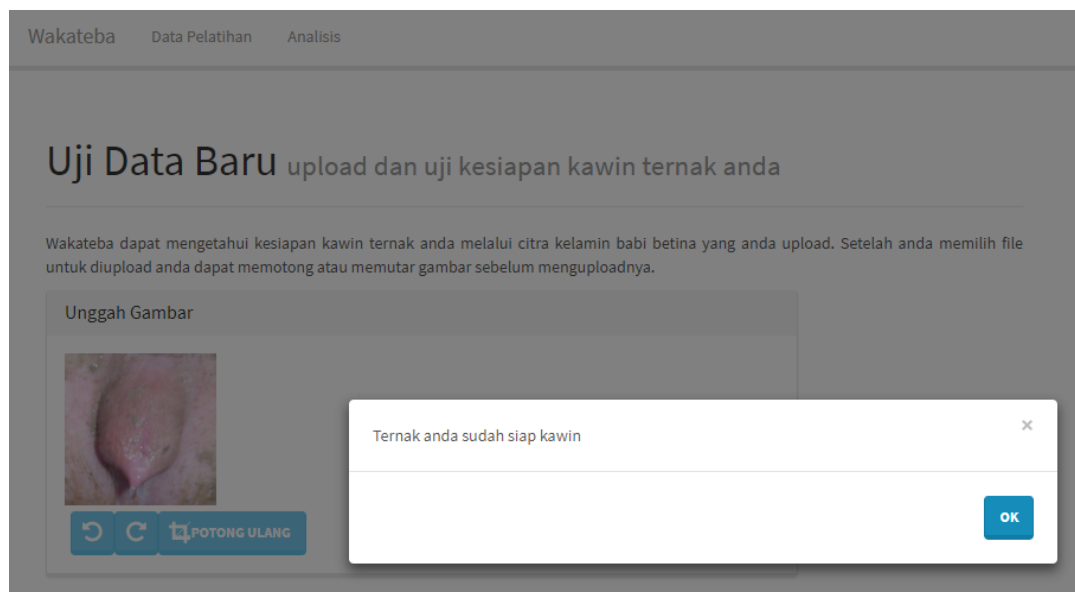 Wakateba Data Pelatihan Analisis
Uji Data Baru upload dan uji kesiapan kawin ternak anda
Wakateba dapat mengetahui kesiapan kawin ternak anda melalui citra kelamin babi betina yang anda upload. Setelah anda memilih file
untuk diupload anda dapat memotong atau memutar gambar sebelum menguploadnya.
Unggah Gambar
Ternak anda sudah siap kawin ×
OK
POTONG ULANG